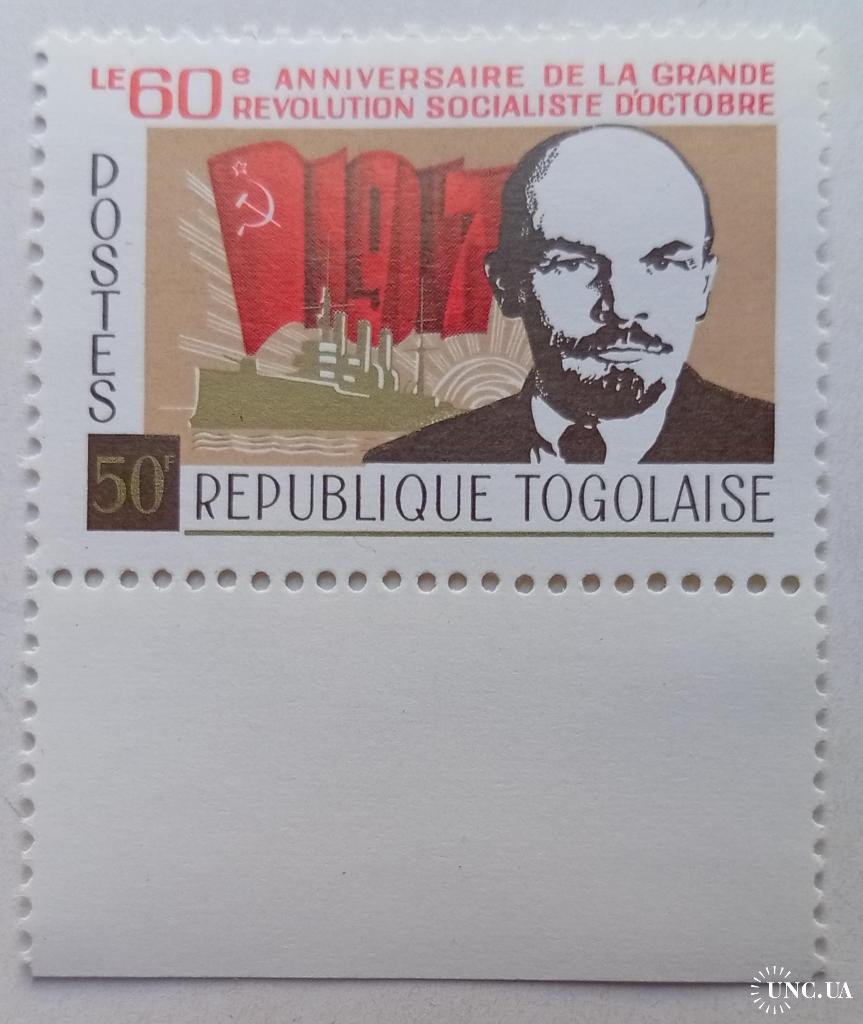 LE 60e ANNIVERSAIRE DE LA GRANDE
REVOLUTION SOCIALISTE D'OCTOBRE
POSTES
1917
50F
REPUBLIQUE TOGOLAISE
UNC.UA